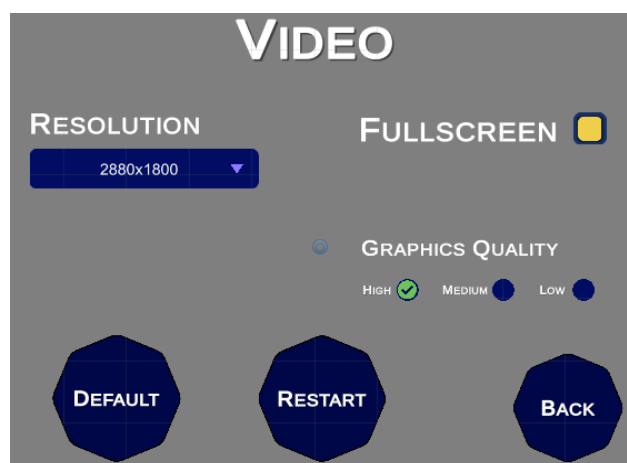 VIDEO
RESOLUTION
FULLSCREEN
2880x1800
GRAPHICS QUALITY
HIGH
MEDIUM
LOW
DEFAULT
RESTART
BACK